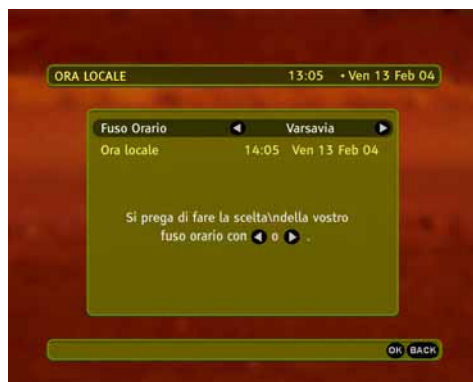 ORA LOCALE 13:05 • Ven 13 Feb 04
Fuso Orario Varsavia
Ora locale 14:05 Ven 13 Feb 04
Si prega di fare la scelta\ndella vostro
fuso orario con ◀ o ▶ .
OK BACK